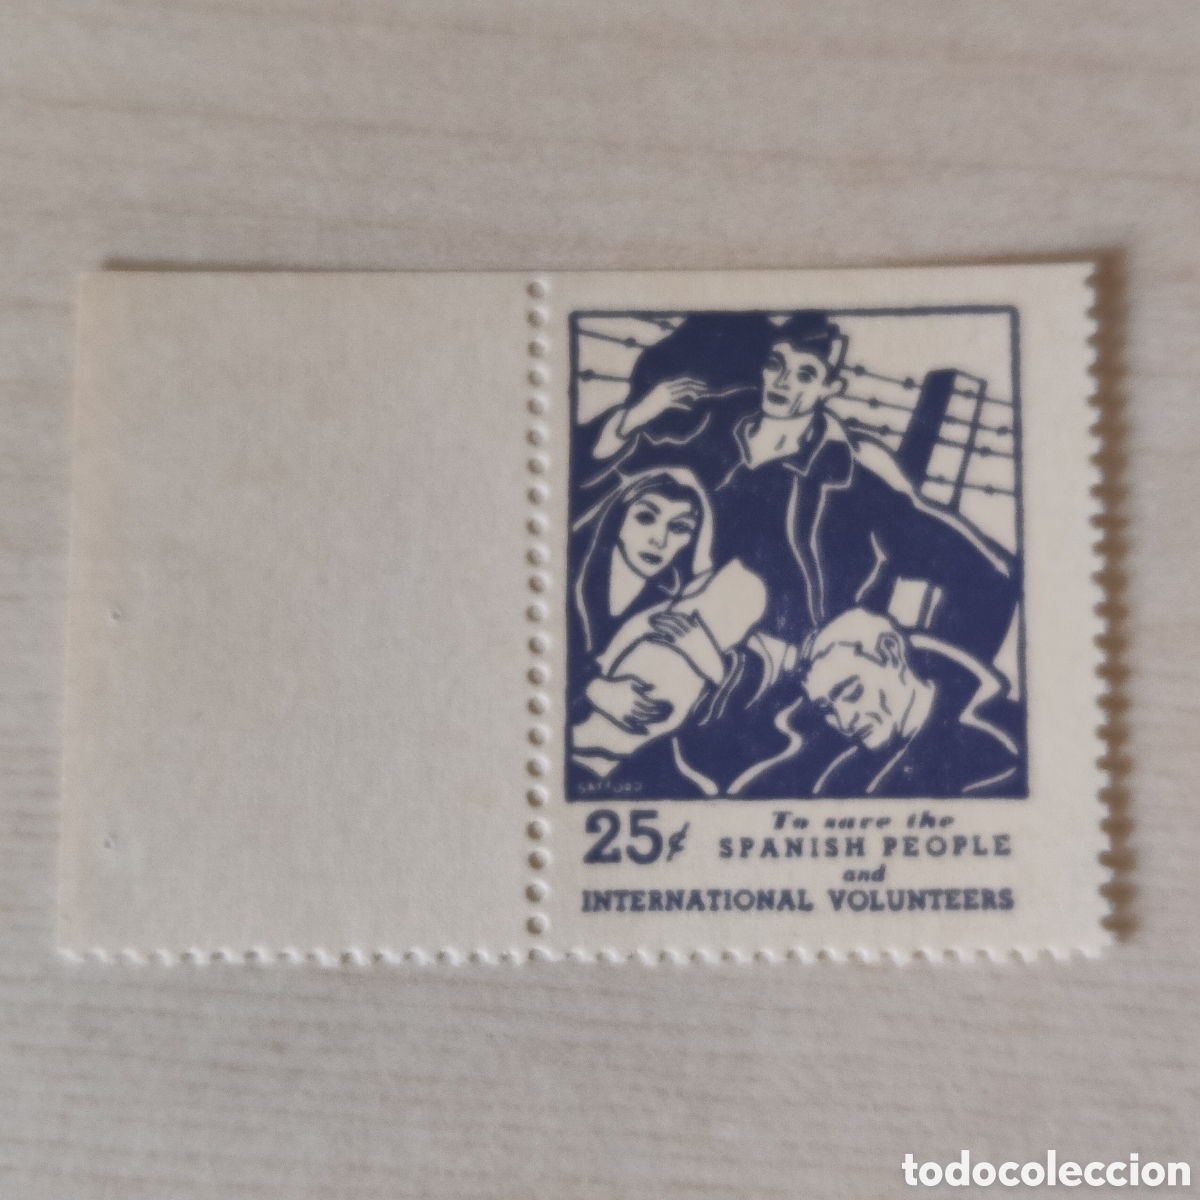 25¢ To save the
SPANISH PEOPLE
and
INTERNATIONAL VOLUNTEERS
todocoleccion